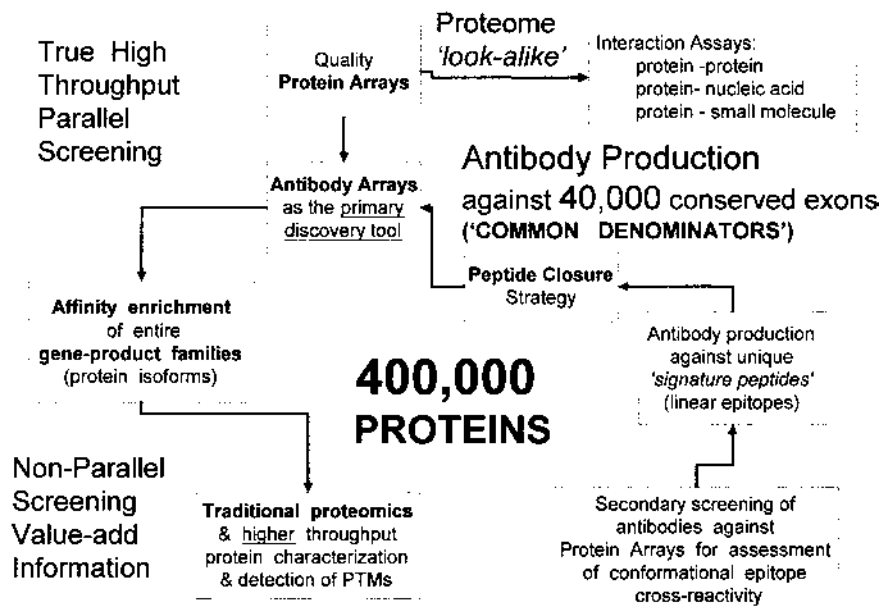 True High
Throughput
Parallel
Screening
Quality
Protein Arrays
Proteome
'look-alike'
Interaction Assays:
protein -protein
protein- nucleic acid
protein - small molecule
Antibody Arrays
as the primary
discovery tool
Antibody Production
against 40,000 conserved exons
('COMMON DENOMINATORS')
Peptide Closure
Strategy
Affinity enrichment
of entire
gene-product families
(protein isoforms)
400,000
PROTEINS
Antibody production
against unique
'signature peptides'
(linear epitopes)
Non-Parallel
Screening
Value-add
Information
Traditional proteomics
& higher throughput
protein characterization
& detection of PTMs
Secondary screening of
antibodies against
Protein Arrays for assessment
of conformational epitope
cross-reactivity